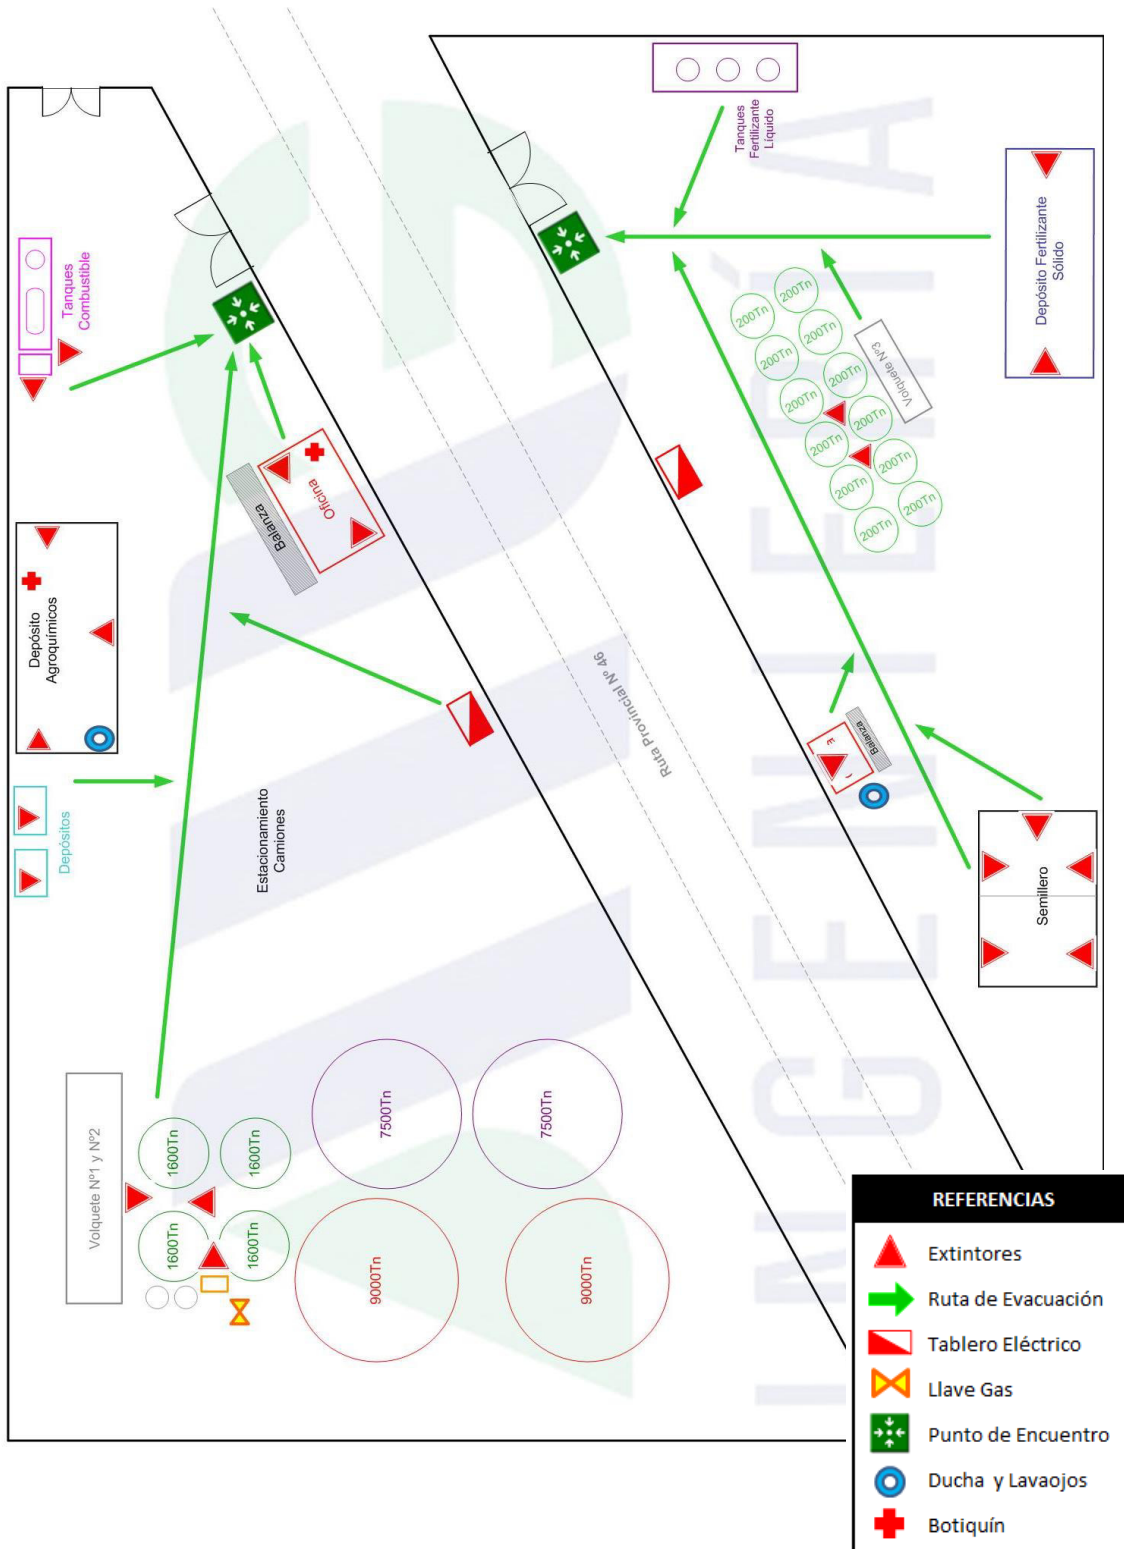 Tanques
Fertilizante
Líquido
Depósito Fertilizante
Sólido
Tanques
Combustible
200Tn
200Tn
200Tn
200Tn
200Tn
200Tn
200Tn
200Tn
200Tn
200Tn
200Tn
200Tn
Volquete Nº3
Oficina
Balanza
Depósito
Agroquímicos
Ruta Provincial Nº 46
Balanza
Depósitos
Estacionamiento
Camiones
Semillero
Volquete Nº1 y Nº2
1600Tn
1600Tn
1600Tn
1600Tn
7500Tn
7500Tn
9000Tn
9000Tn
INGENIERÍA
REFERENCIAS
Extintores
Ruta de Evacuación
Tablero Eléctrico
Llave Gas
Punto de Encuentro
Ducha y Lavaojos
Botiquín